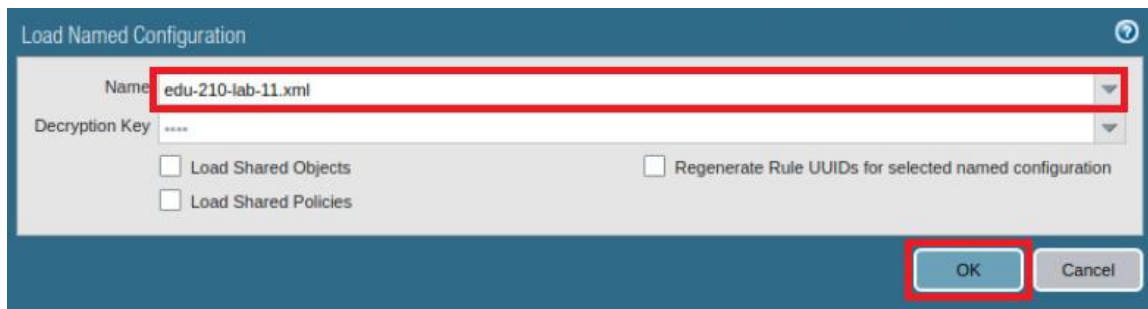 Load Named Configuration
Name edu-210-lab-11.xml
Decryption Key ****
Load Shared Objects Regenerate Rule UUIDs for selected named configuration
Load Shared Policies
OK Cancel